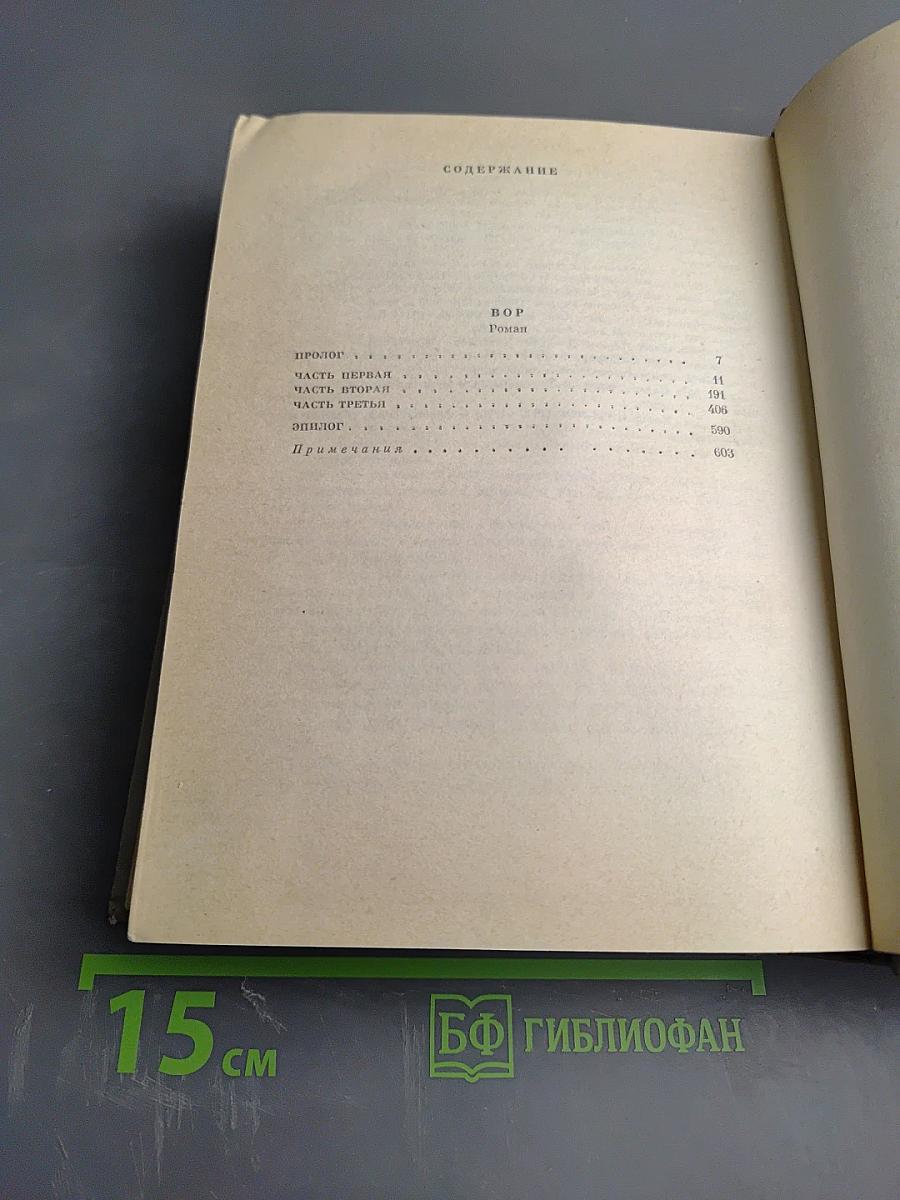 СОДЕРЖАНИЕ
ВОР
Роман
ПРОЛОГ . . . . . . . . . . . . . . . . . . . . . . . 7
ЧАСТЬ ПЕРВАЯ . . . . . . . . . . . . . . . . . . . . 11
ЧАСТЬ ВТОРАЯ . . . . . . . . . . . . . . . . . . . . 191
ЧАСТЬ ТРЕТЬЯ . . . . . . . . . . . . . . . . . . . . 406
ЭПИЛОГ . . . . . . . . . . . . . . . . . . . . . . . 590
Примечания . . . . . . . . . . . . . . . 603
15 см
БФ ГИБЛИОФАН